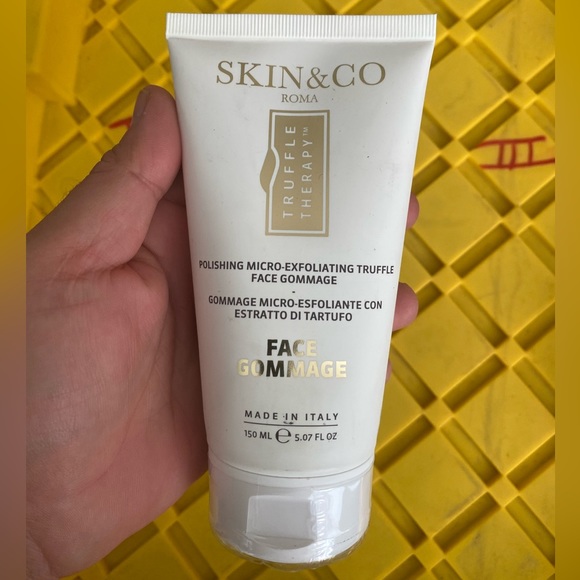 SKIN&CO
ROMA
TRUFFLE
THERAPY™
POLISHING MICRO-EXFOLIATING TRUFFLE
FACE GOMMAGE
-
GOMMAGE MICRO-ESFOLIANTE CON
ESTRATTO DI TARTUFO
FACE
GOMMAGE
MADE IN ITALY
150 ML ℮ 5.07 FL OZ